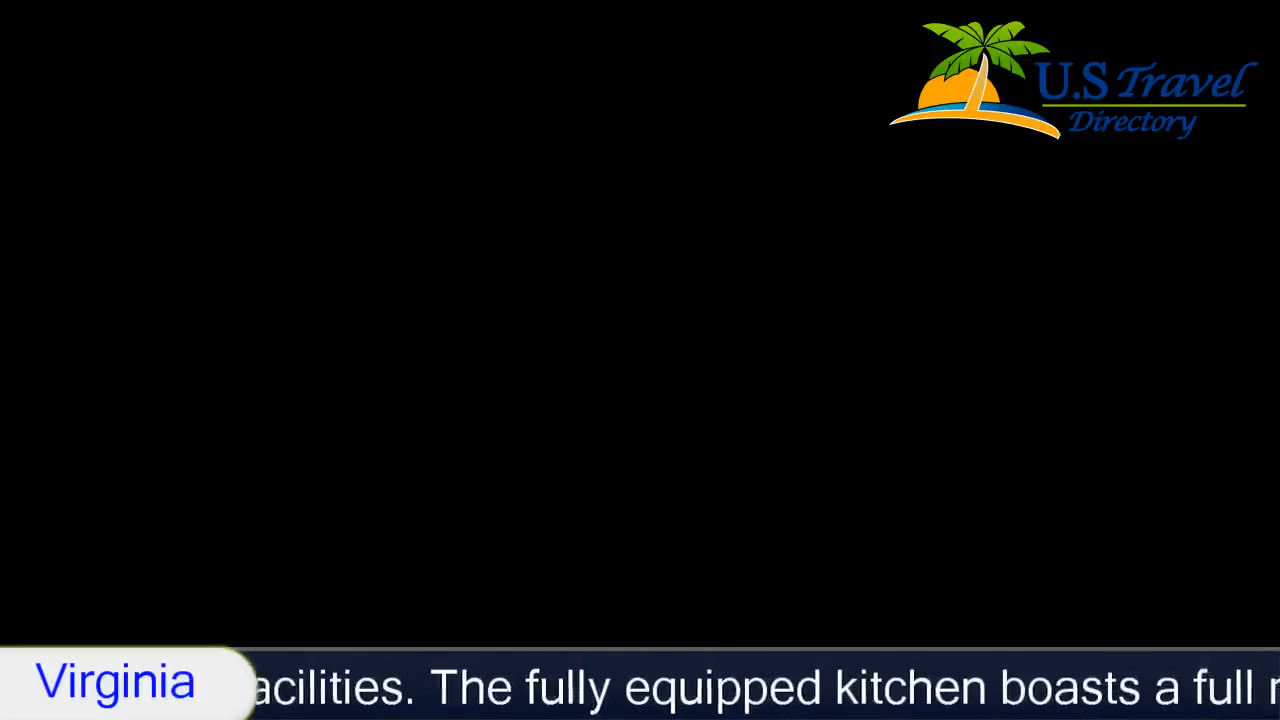 U.S Travel
Directory
Virginia
acilities. The fully equipped kitchen boasts a full